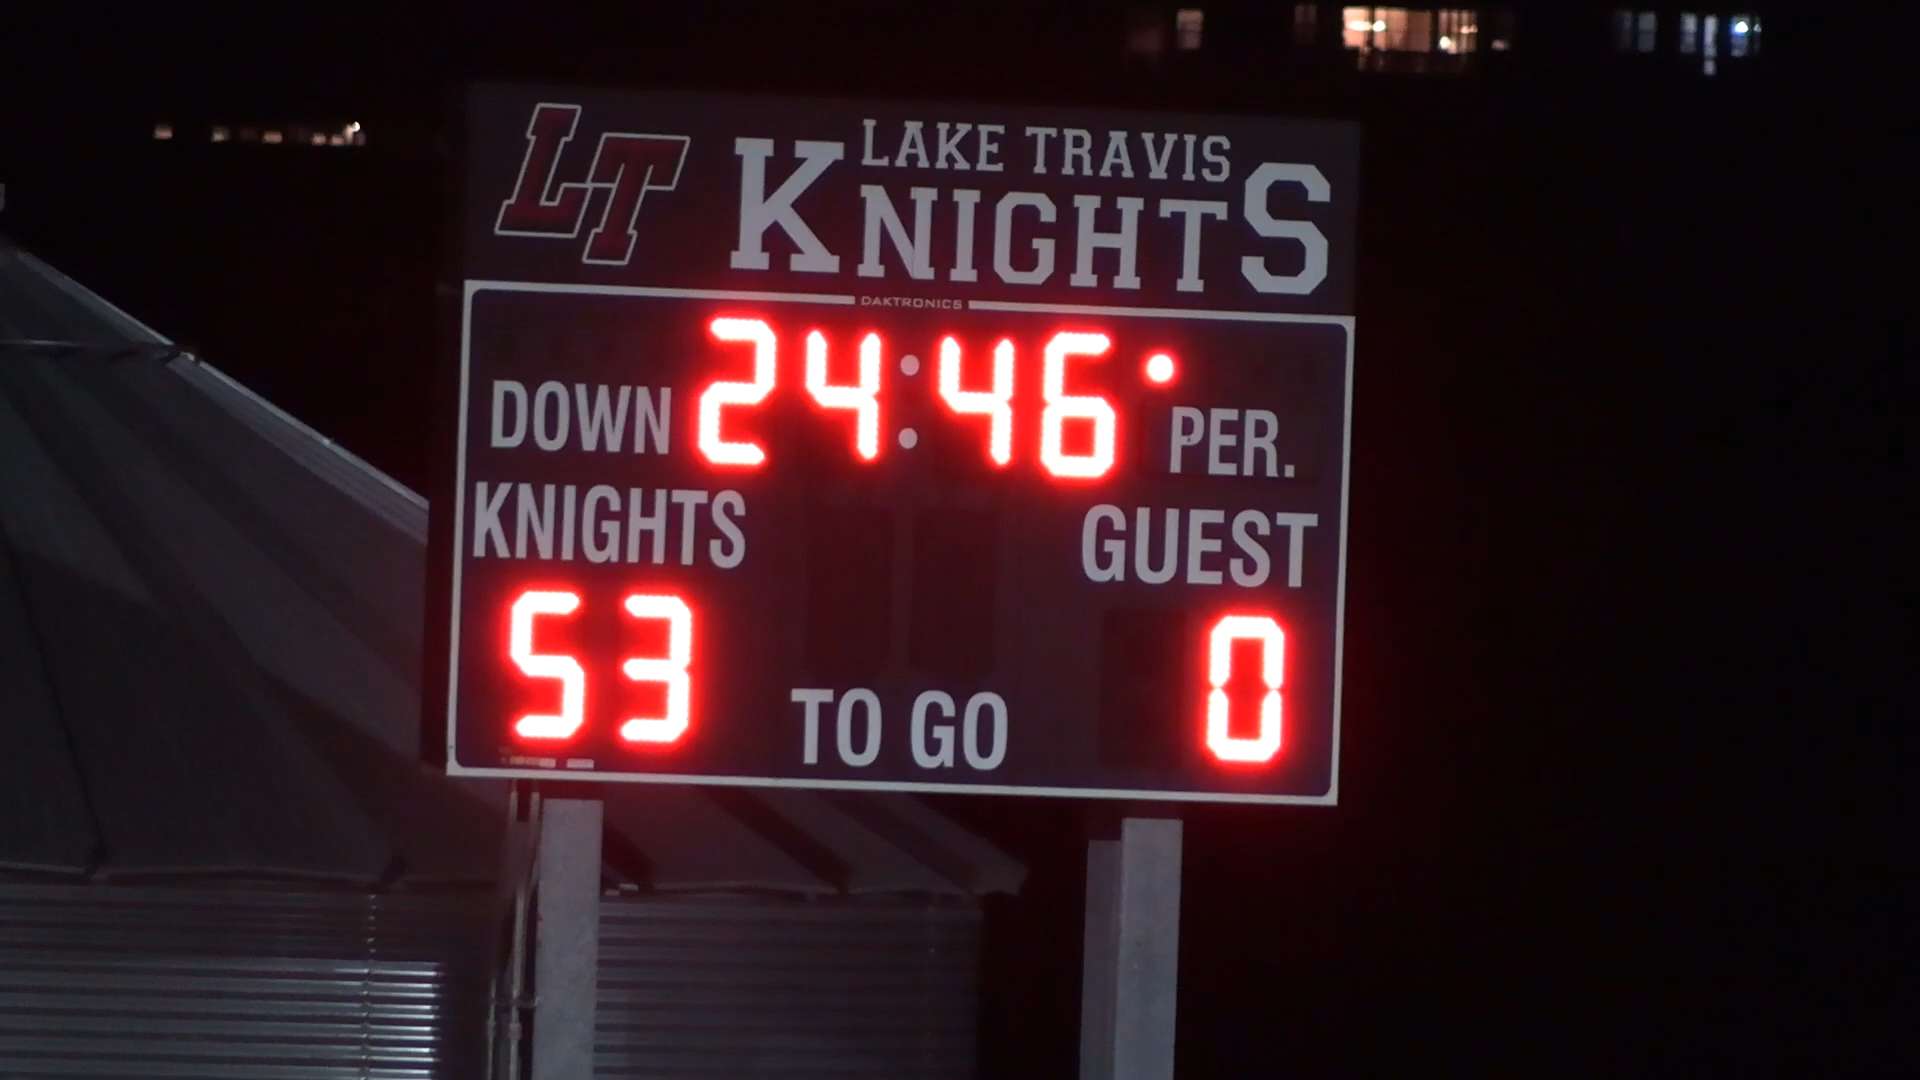 LT LAKE TRAVIS
KNIGHTS
DAKTRONICS
DOWN 24:46 PER.
KNIGHTS GUEST
53 TO GO 0